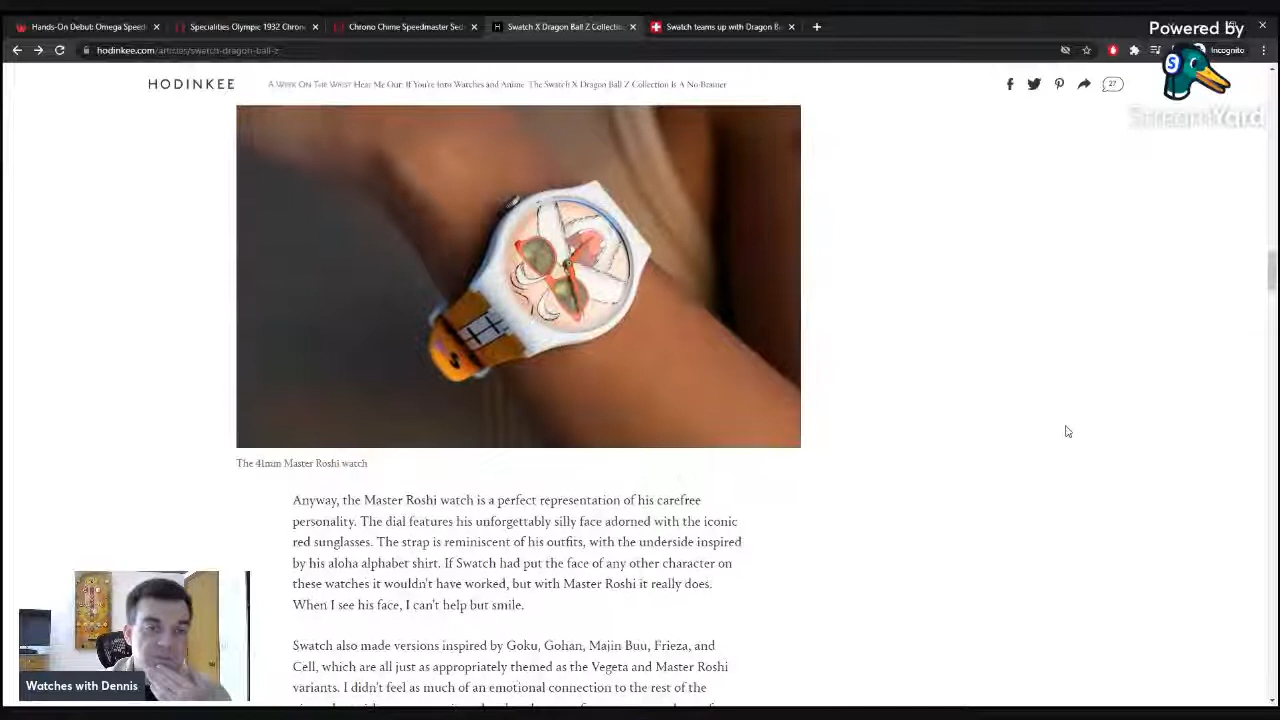 Hands-On Debut: Omega Speed
Specialities Olympic 1932 Chron
Chrono Chime Speedmaster Sed
Swatch X Dragon Ball Z Collectio
Swatch teams up with Dragon Ba
Powered by
hodinkee.com/articles/swatch-dragon-ball-z
Incognito
HODINKEE
A WEEK ON THE WRIST Hear Me Out: If You're Into Watches and Anime The Swatch X Dragon Ball Z Collection Is A No-Brainer
27
S
StreamYard
The 41mm Master Roshi watch
Anyway, the Master Roshi watch is a perfect representation of his carefree
personality. The dial features his unforgettably silly face adorned with the iconic
red sunglasses. The strap is reminiscent of his outfits, with the underside inspired
by his aloha alphabet shirt. If Swatch had put the face of any other character on
these watches it wouldn't have worked, but with Master Roshi it really does.
When I see his face, I can't help but smile.
Swatch also made versions inspired by Goku, Gohan, Majin Buu, Frieza, and
Cell, which are all just as appropriately themed as the Vegeta and Master Roshi
variants. I didn't feel as much of an emotional connection to the rest of the
Watches with Dennis